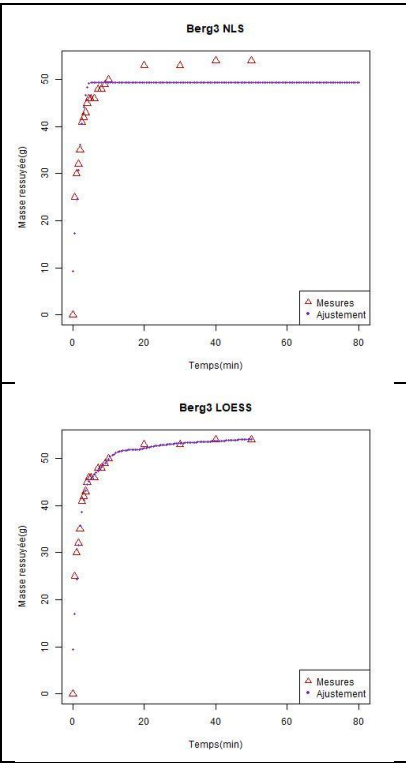 Berg3 NLS
Masse ressuyée(g)
0 10 20 30 40 50
Mesures
Ajustement
0 20 40 60 80
Temps(min)
Berg3 LOESS
Masse ressuyée(g)
0 10 20 30 40 50
Mesures
Ajustement
0 20 40 60 80
Temps(min)